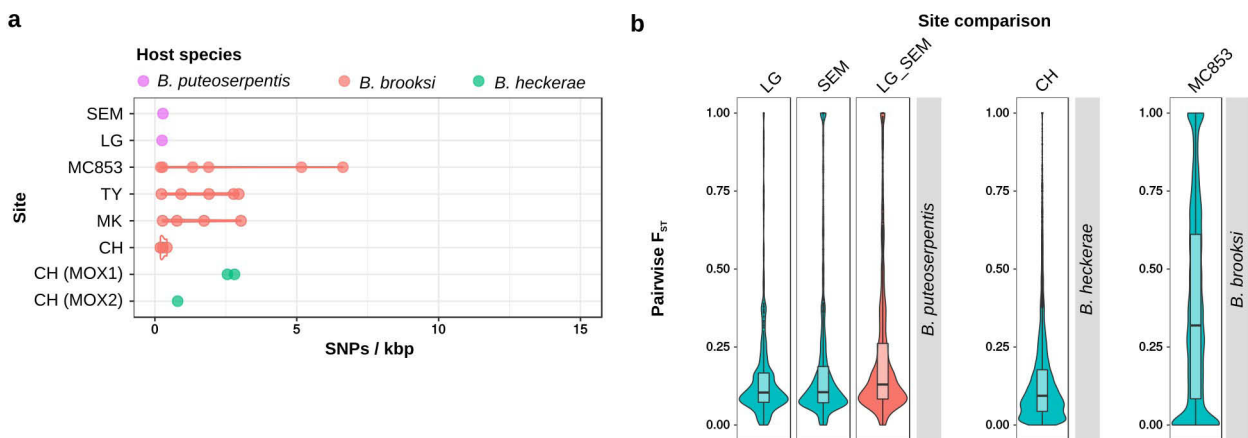 a
Host species
B. puteoserpentis B. brooksi B. heckerae
SEM
LG
MC853
TY
MK
CH
CH (MOX1)
CH (MOX2)
Site
0 5 10 15
SNPs / kbp
b
Site comparison
LG SEM LG_SEM CH MC853
1.00 1.00 1.00
0.75 0.75 0.75
0.50 0.50 0.50
0.25 0.25 0.25
0.00 0.00 0.00
Pairwise FST
B. puteoserpentis
B. heckerae
B. brooksi